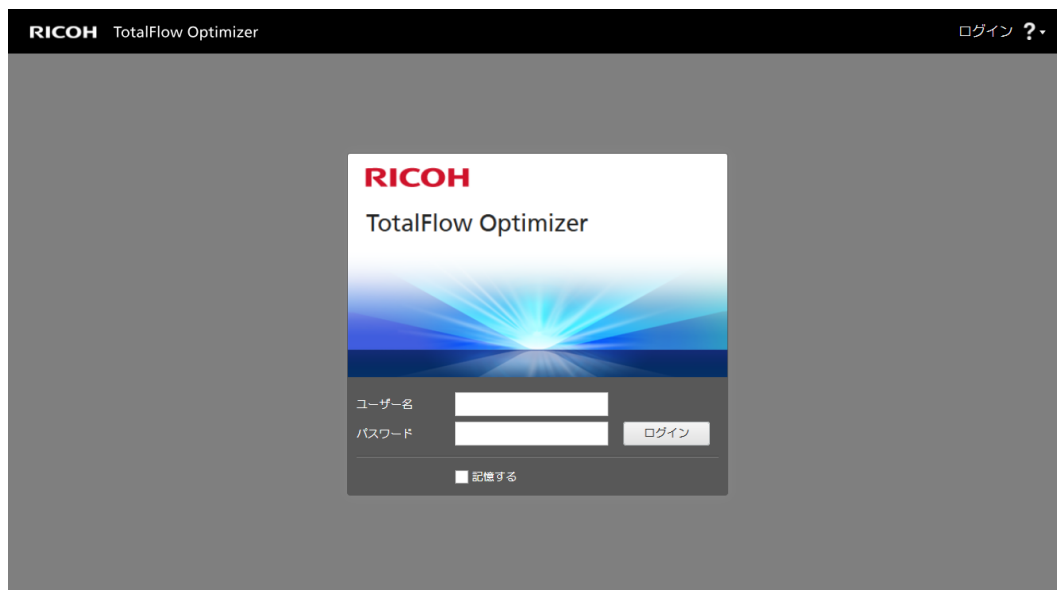 RICOH TotalFlow Optimizer ログイン ?
RICOH
TotalFlow Optimizer
ユーザー名
パスワード ログイン
記憶する